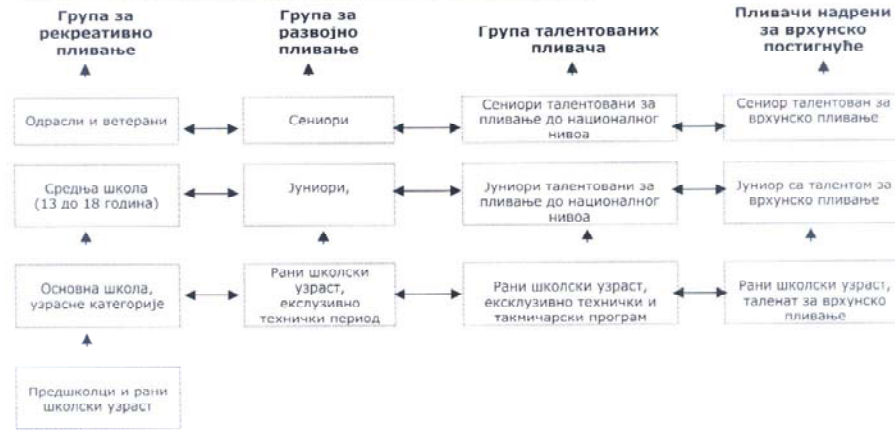 Група за
рекреативно
пливање
Група за
развојно
пливање
Група талентованих
пливача
Пливачи надрени
за врхунско
постигнуће
Одрасли и ветерани
Сениори
Сениори талентовани за
пливање до националног
нивоа
Сениор талентован за
врхунско пливање
Средња школа
(13 до 18 година)
Јуниори,
Јуниори талентовани за
пливање до националног
нивоа
Јуниор са талентом за
врхунско пливање
Основна школа,
узрасне категорије
Рани школски
узраст,
екслузивно
технички период
Рани школски узраст,
ексклузивно технички и
такмичарски програм
Рани школски узраст,
таленат за врхунско
пливање
Предшколци и рани
школски узраст